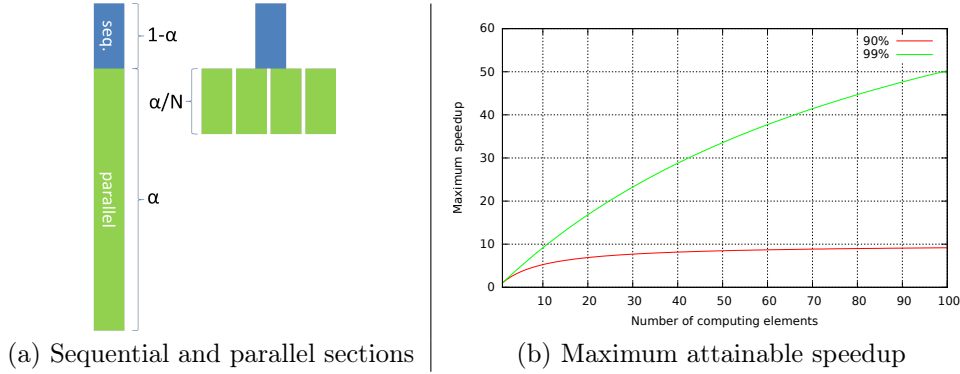 seq.
1-α
α/N
parallel
α
(a) Sequential and parallel sections
60
50
40
30
20
10
0
Maximum speedup
90%
99%
10 20 30 40 50 60 70 80 90 100
Number of computing elements
(b) Maximum attainable speedup